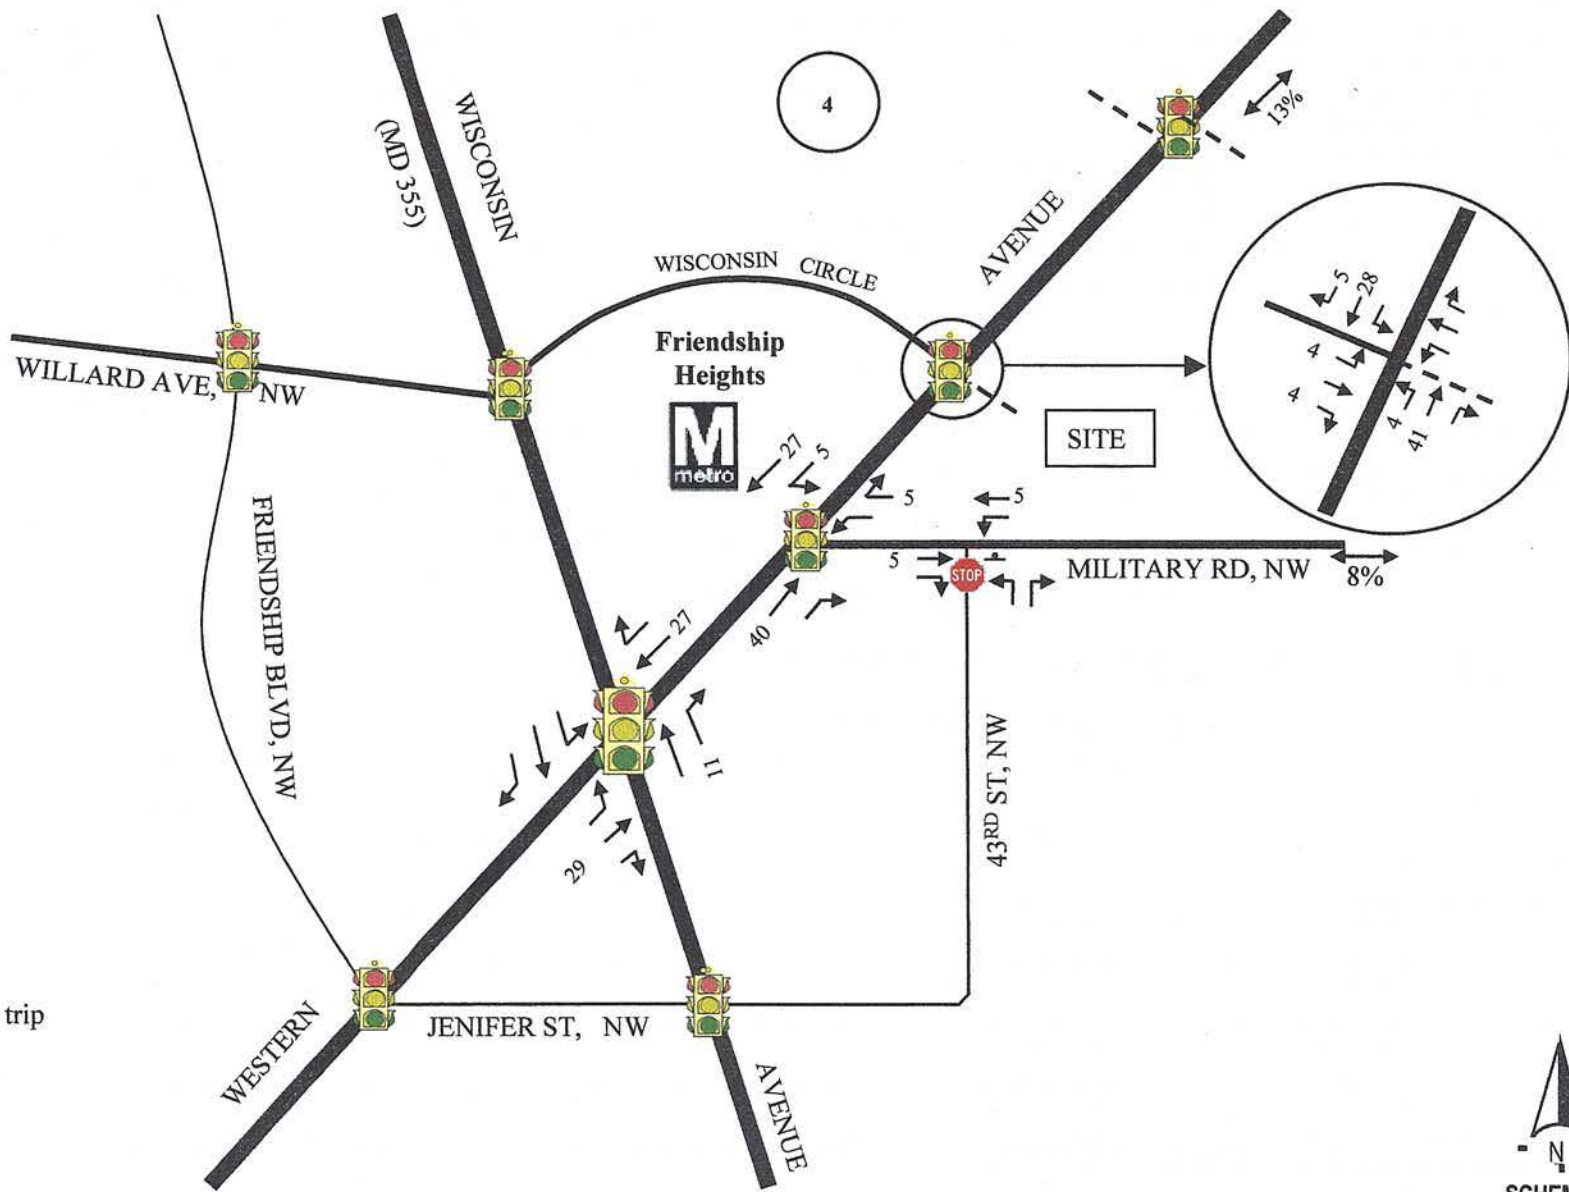 4
13%
WISCONSIN
(MD 355)
AVENUE
WISCONSIN CIRCLE
Friendship
Heights
M
metro
WILLARD AVE, NW
SITE
5
28
4
4
4
41
27
5
5
5
5
MILITARY RD, NW
8%
STOP
40
27
11
29
FRIENDSHIP BLVD, NW
43RD ST, NW
trip
JENIFER ST, NW
WESTERN
AVENUE
N